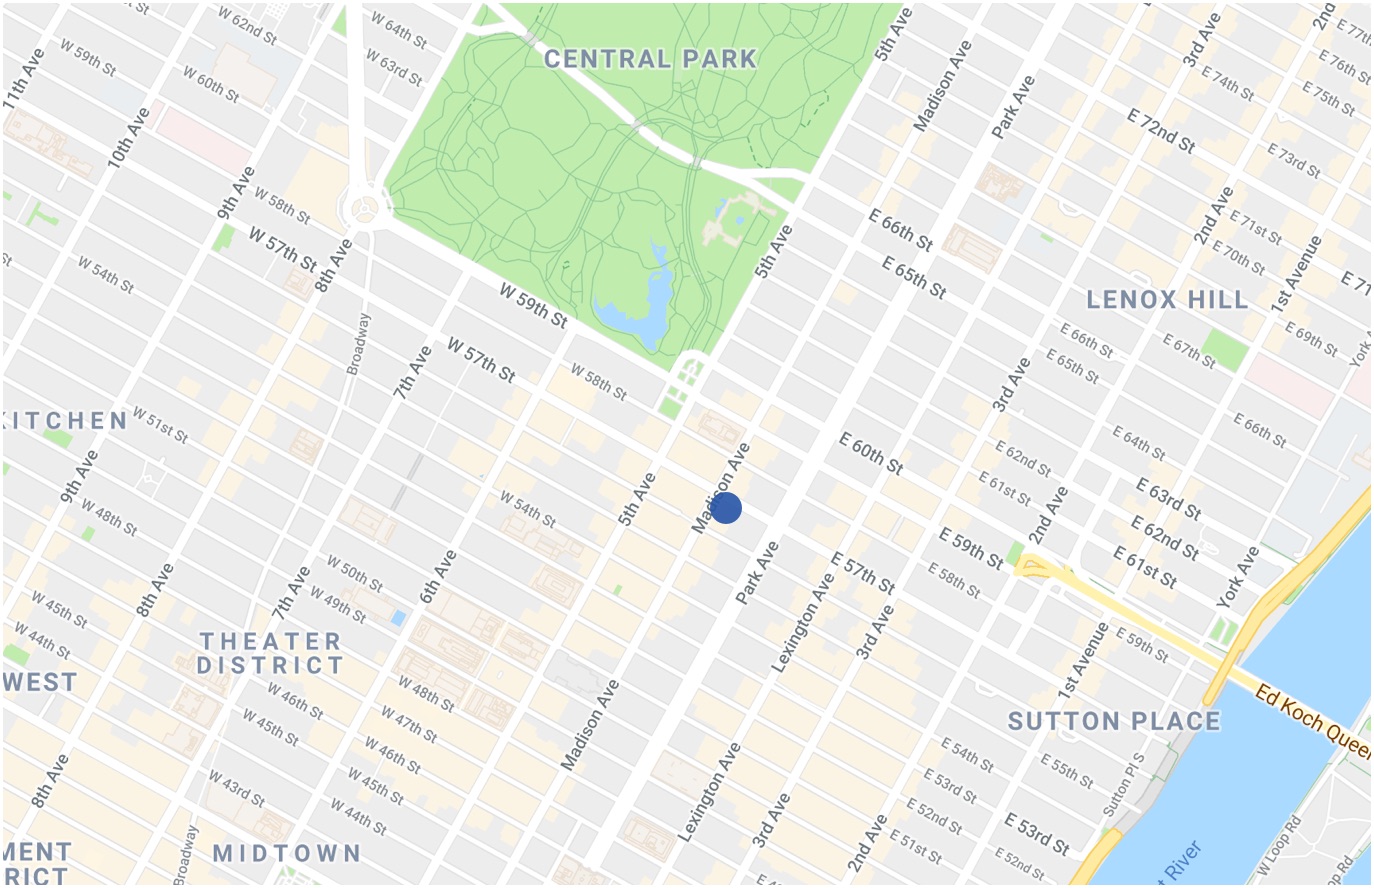 W 62nd St
W 64th St
W 59th St
W 63rd St
W 60th St
11th Ave
10th Ave
CENTRAL PARK
5th Ave
Madison Ave
Park Ave
3rd Ave
2nd
E 77th
E 76th St
E 74th St
E 75th St
E 72nd St
E 73rd St
9th Ave
W 58th St
W 57th St
8th Ave
W 54th St
St
5th Ave
E 66th St
E 65th St
2nd Ave
E 71st St
E 70th St
1st Avenue
E 71
LENOX HILL
W 59th St
Broadway
7th Ave
W 57th St
W 58th St
E 66th St
E 65th St
E 67th St
E 69th St
York A
3rd Ave
KITCHEN
W 51st St
9th Ave
W 48th St
W 54th St
5th Ave
Madison Ave
E 60th St
E 62nd St
E 61st St
E 64th St
E 66th St
E 63rd St
E 62nd St
E 61st St
2nd Ave
E 59th St
E 58th St
York Ave
W 50th St
W 49th St
6th Ave
7th Ave
8th Ave
Park Ave
E 57th St
Lexington Ave
3rd Ave
W 45th St
W 44th St
THEATER
DISTRICT
WEST
W 46th St
W 45th St
W 48th St
W 47th St
W 46th St
W 45th St
W 44th St
W 43rd St
Madison Ave
1st Avenue
E 59th St
Ed Koch Queen
SUTTON PLACE
E 54th St
E 55th St
E 53rd St
E 52nd St
E 51st St
E 53rd St
E 52nd St
Sutton Pl S
8th Ave
Lexington Ave
3rd Ave
2nd Ave
MENT
RICT
Broadway
MIDTOWN
t River
W Loop Rd
op Rd